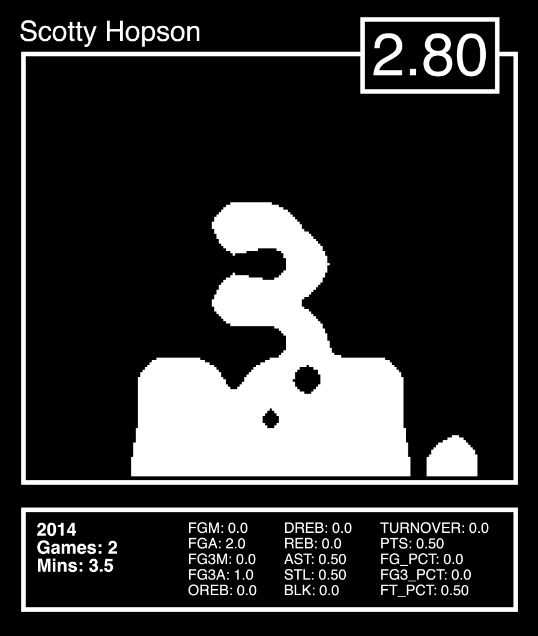 Scotty Hopson
2.80
2014
Games: 2
Mins: 3.5
FGM: 0.0
FGA: 2.0
FG3M: 0.0
FG3A: 1.0
OREB: 0.0
DREB: 0.0
REB: 0.0
AST: 0.50
STL: 0.50
BLK: 0.0
TURNOVER: 0.0
PTS: 0.50
FG_PCT: 0.0
FG3_PCT: 0.0
FT_PCT: 0.50